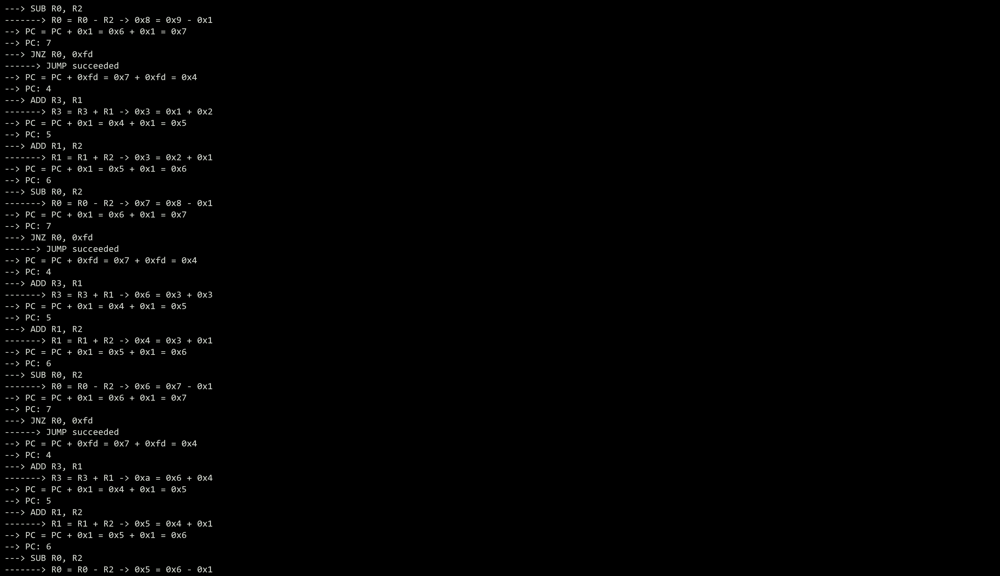 ---> SUB R0, R2
-------> R0 = R0 - R2 -> 0x8 = 0x9 - 0x1
--> PC = PC + 0x1 = 0x6 + 0x1 = 0x7
--> PC: 7
---> JNZ R0, 0xfd
------> JUMP succeeded
--> PC = PC + 0xfd = 0x7 + 0xfd = 0x4
--> PC: 4
---> ADD R3, R1
-------> R3 = R3 + R1 -> 0x3 = 0x1 + 0x2
--> PC = PC + 0x1 = 0x4 + 0x1 = 0x5
--> PC: 5
---> ADD R1, R2
-------> R1 = R1 + R2 -> 0x3 = 0x2 + 0x1
--> PC = PC + 0x1 = 0x5 + 0x1 = 0x6
--> PC: 6
---> SUB R0, R2
-------> R0 = R0 - R2 -> 0x7 = 0x8 - 0x1
--> PC = PC + 0x1 = 0x6 + 0x1 = 0x7
--> PC: 7
---> JNZ R0, 0xfd
------> JUMP succeeded
--> PC = PC + 0xfd = 0x7 + 0xfd = 0x4
--> PC: 4
---> ADD R3, R1
-------> R3 = R3 + R1 -> 0x6 = 0x3 + 0x3
--> PC = PC + 0x1 = 0x4 + 0x1 = 0x5
--> PC: 5
---> ADD R1, R2
-------> R1 = R1 + R2 -> 0x4 = 0x3 + 0x1
--> PC = PC + 0x1 = 0x5 + 0x1 = 0x6
--> PC: 6
---> SUB R0, R2
-------> R0 = R0 - R2 -> 0x6 = 0x7 - 0x1
--> PC = PC + 0x1 = 0x6 + 0x1 = 0x7
--> PC: 7
---> JNZ R0, 0xfd
------> JUMP succeeded
--> PC = PC + 0xfd = 0x7 + 0xfd = 0x4
--> PC: 4
---> ADD R3, R1
-------> R3 = R3 + R1 -> 0xa = 0x6 + 0x4
--> PC = PC + 0x1 = 0x4 + 0x1 = 0x5
--> PC: 5
---> ADD R1, R2
-------> R1 = R1 + R2 -> 0x5 = 0x4 + 0x1
--> PC = PC + 0x1 = 0x5 + 0x1 = 0x6
--> PC: 6
---> SUB R0, R2
-------> R0 = R0 - R2 -> 0x5 = 0x6 - 0x1